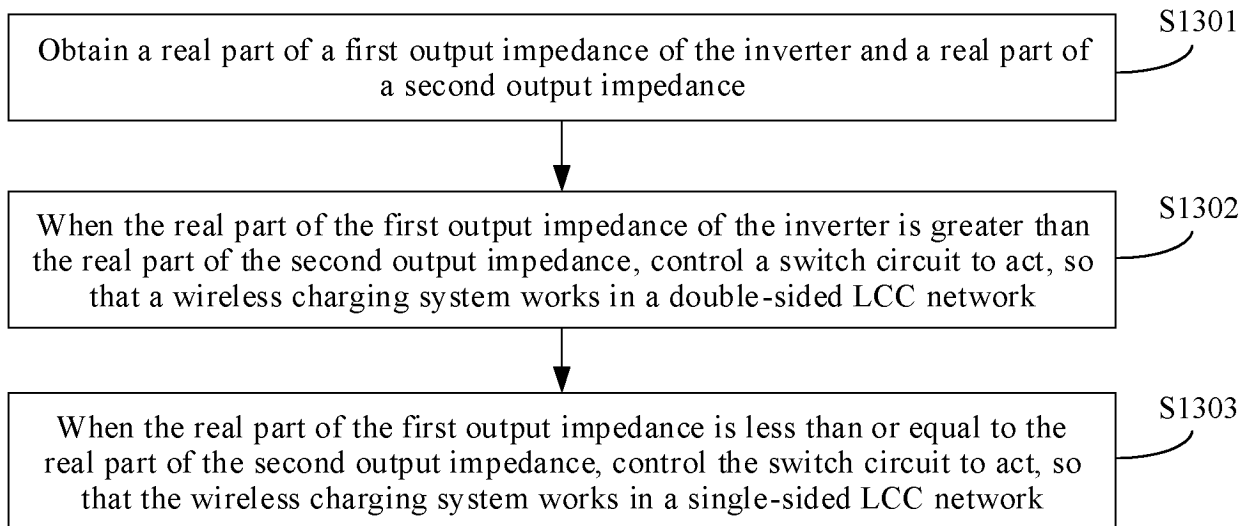 S1301
Obtain a real part of a first output impedance of the inverter and a real part of
a second output impedance
S1302
When the real part of the first output impedance of the inverter is greater than
the real part of the second output impedance, control a switch circuit to act, so
that a wireless charging system works in a double-sided LCC network
S1303
When the real part of the first output impedance is less than or equal to the
real part of the second output impedance, control the switch circuit to act, so
that the wireless charging system works in a single-sided LCC network